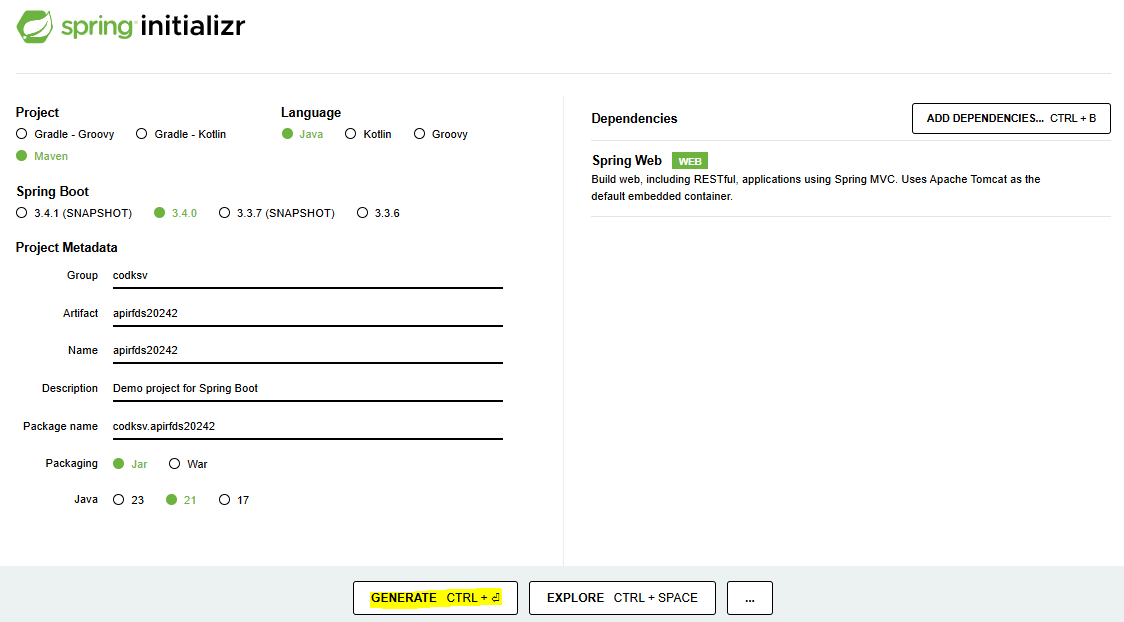 spring initializr
Project
Gradle - Groovy Gradle - Kotlin
Maven
Language
Java Kotlin Groovy
Spring Boot
3.4.1 (SNAPSHOT) 3.4.0 3.3.7 (SNAPSHOT) 3.3.6
Project Metadata
Group codksv
Artifact apirfds20242
Name apirfds20242
Description Demo project for Spring Boot
Package name codksv.apirfds20242
Packaging Jar War
Java 23 21 17
Dependencies
ADD DEPENDENCIES... CTRL + B
Spring Web WEB
Build web, including RESTful, applications using Spring MVC. Uses Apache Tomcat as the
default embedded container.
GENERATE CTRL + ⏎
EXPLORE CTRL + SPACE
...